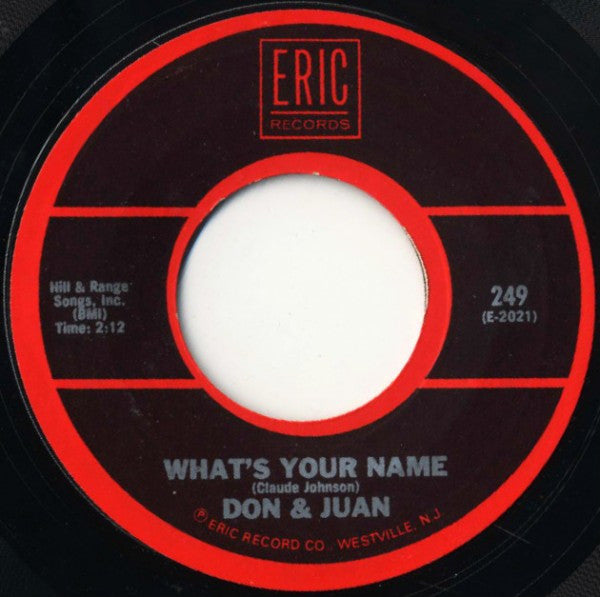 ERIC
RECORDS
Hill & Range
Songs, Inc.
(BMI)
Time: 2:12
249
(E-2021)
WHAT'S YOUR NAME
(Claude Johnson)
DON & JUAN
℗ ERIC RECORD CO., WESTVILLE, N.J.